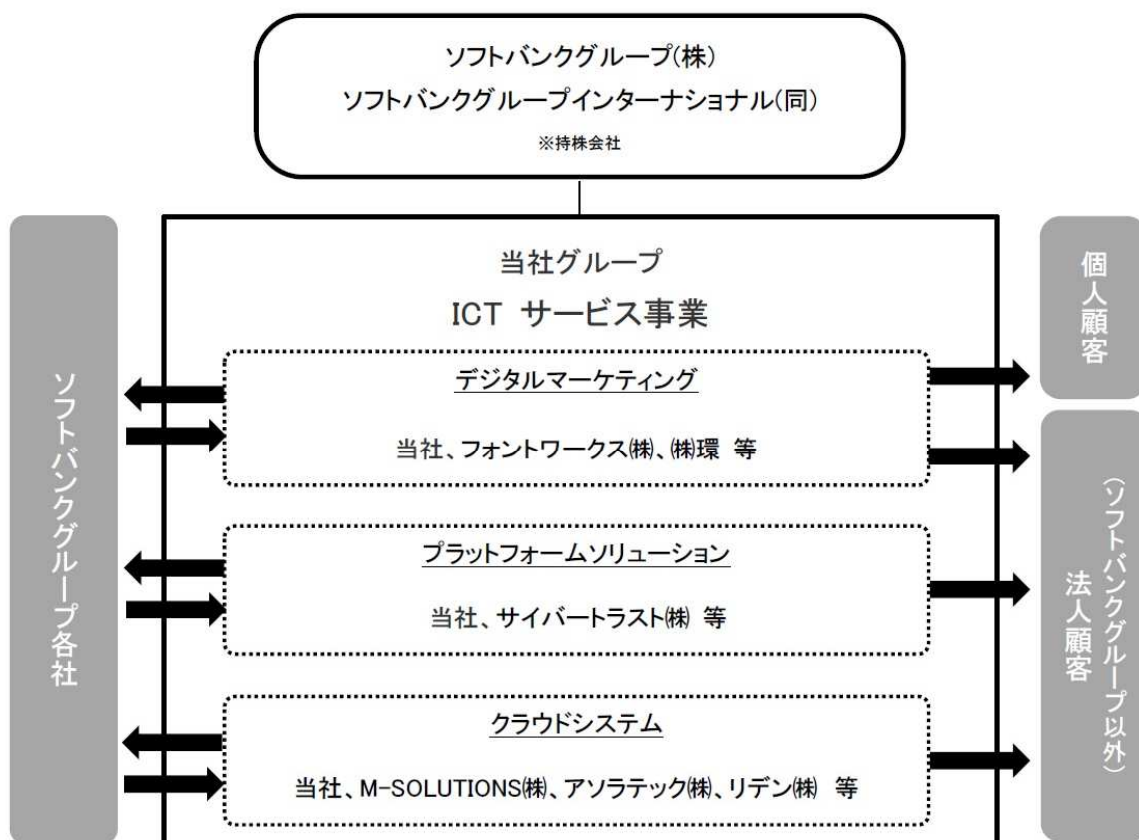 ソフトバンクグループ(株)
ソフトバンクグループインターナショナル(同)
※持株会社
ソフトバンクグループ各社
当社グループ
ICT サービス事業
デジタルマーケティング
当社、フォントワークス㈱、㈱環 等
プラットフォームソリューション
当社、サイバートラスト㈱ 等
クラウドシステム
当社、M-SOLUTIONS㈱、アソラテック㈱、リデン㈱ 等
個人顧客
法人顧客
(ソフトバンクグループ以外)